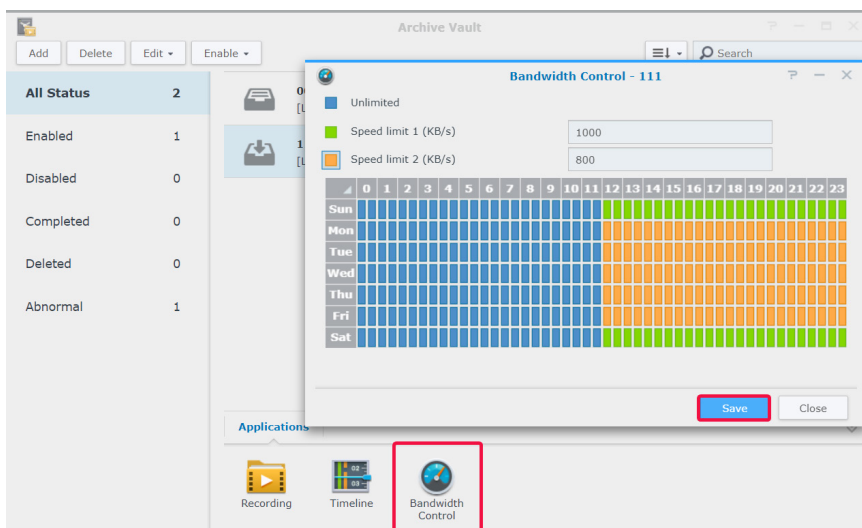 Archive Vault
Add Delete Edit Enable Search
Bandwidth Control - 111
All Status 2
Enabled 1
Disabled 0
Completed 0
Deleted 0
Abnormal 1
Unlimited
Speed limit 1 (KB/s) 1000
Speed limit 2 (KB/s) 800
0 1 2 3 4 5 6 7 8 9 10 11 12 13 14 15 16 17 18 19 20 21 22 23
Sun
Mon
Tue
Wed
Thu
Fri
Sat
Save Close
Applications
02
03
Recording Timeline Bandwidth
Control